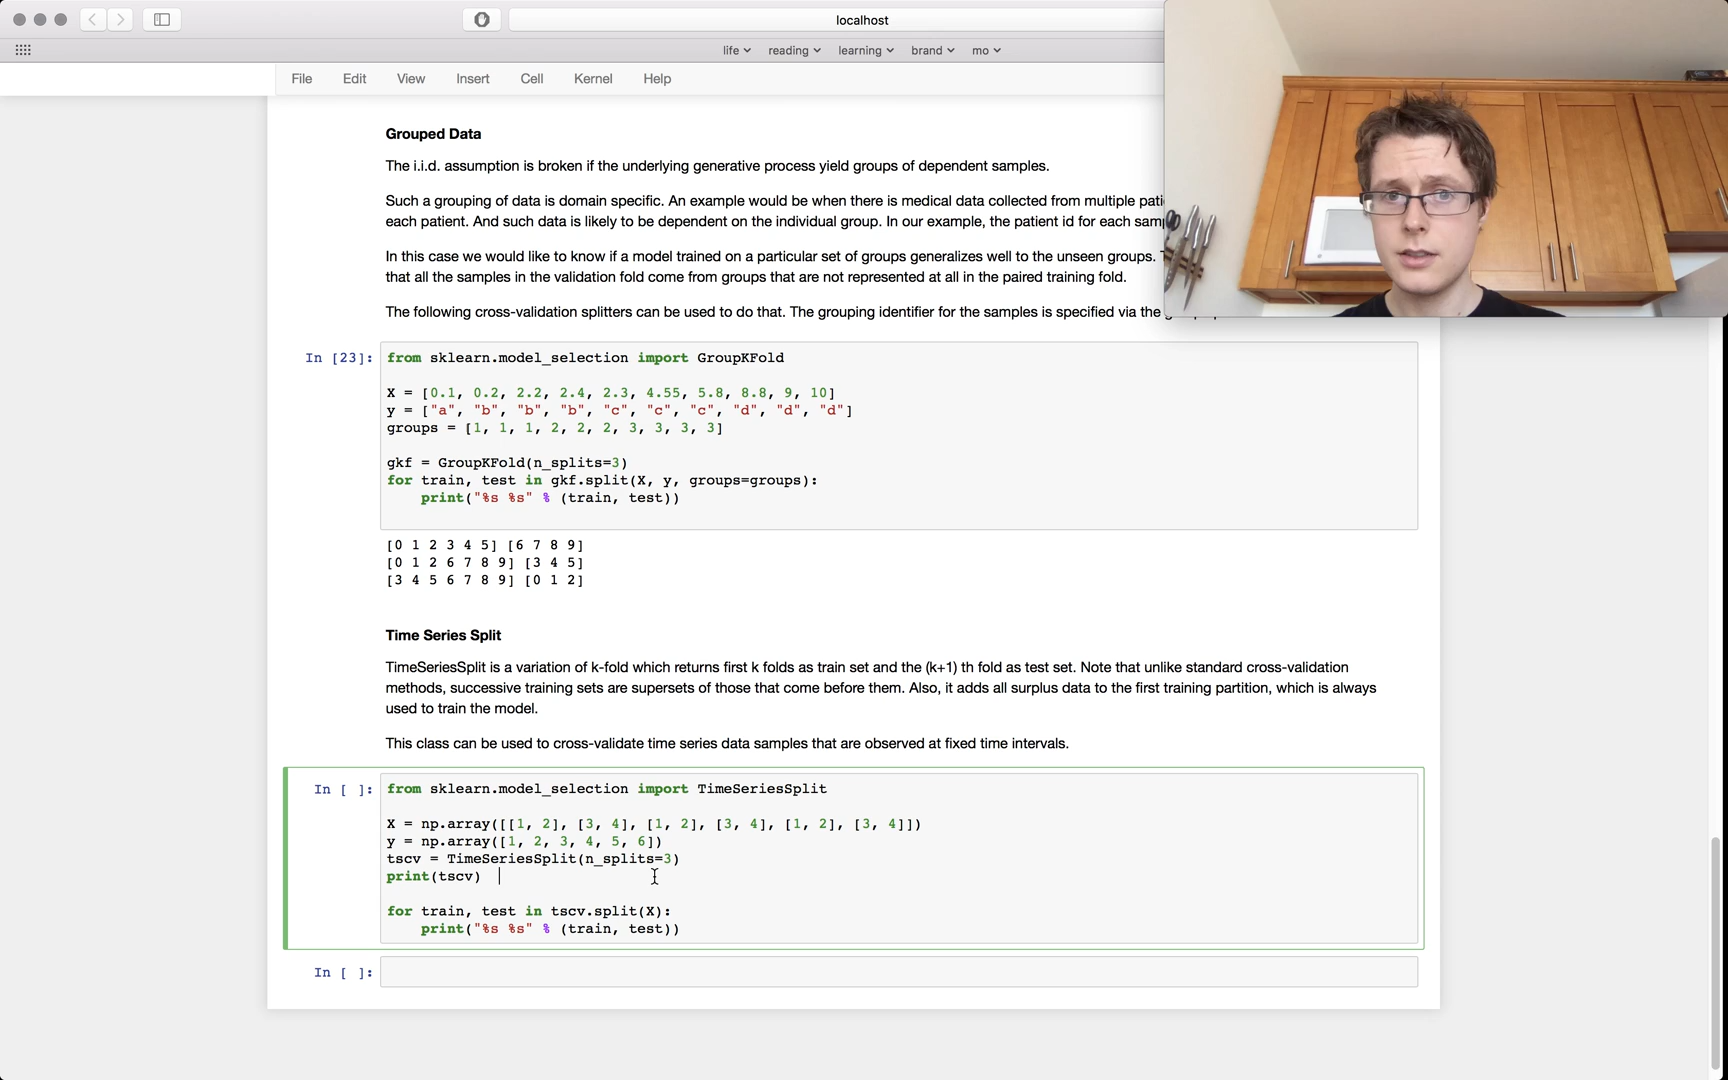 localhost
life reading learning brand mo
File Edit View Insert Cell Kernel Help
Grouped Data
The i.i.d. assumption is broken if the underlying generative process yield groups of dependent samples.
Such a grouping of data is domain specific. An example would be when there is medical data collected from multiple
each patient. And such data is likely to be dependent on the individual group. In our example, the patient id for each
In this case we would like to know if a model trained on a particular set of groups generalizes well to the unseen groups.
that all the samples in the validation fold come from groups that are not represented at all in the paired training fold.
The following cross-validation splitters can be used to do that. The grouping identifier for the samples is specified via the
In [23]: from sklearn.model_selection import GroupKFold
X = [0.1, 0.2, 2.2, 2.4, 2.3, 4.55, 5.8, 8.8, 9, 10]
y = ["a", "b", "b", "b", "c", "c", "c", "d", "d", "d"]
groups = [1, 1, 1, 2, 2, 2, 3, 3, 3, 3]
gkf = GroupKFold(n_splits=3)
for train, test in gkf.split(X, y, groups=groups):
print("%s %s" % (train, test))
[0 1 2 3 4 5] [6 7 8 9]
[0 1 2 6 7 8 9] [3 4 5]
[3 4 5 6 7 8 9] [0 1 2]
Time Series Split
TimeSeriesSplit is a variation of k-fold which returns first k folds as train set and the (k+1) th fold as test set. Note that unlike standard cross-validation
methods, successive training sets are supersets of those that come before them. Also, it adds all surplus data to the first training partition, which is always
used to train the model.
This class can be used to cross-validate time series data samples that are observed at fixed time intervals.
In [ ]: from sklearn.model_selection import TimeSeriesSplit
X = np.array([[1, 2], [3, 4], [1, 2], [3, 4], [1, 2], [3, 4]])
y = np.array([1, 2, 3, 4, 5, 6])
tscv = TimeSeriesSplit(n_splits=3)
print(tscv)
for train, test in tscv.split(X):
print("%s %s" % (train, test))
In [ ]: